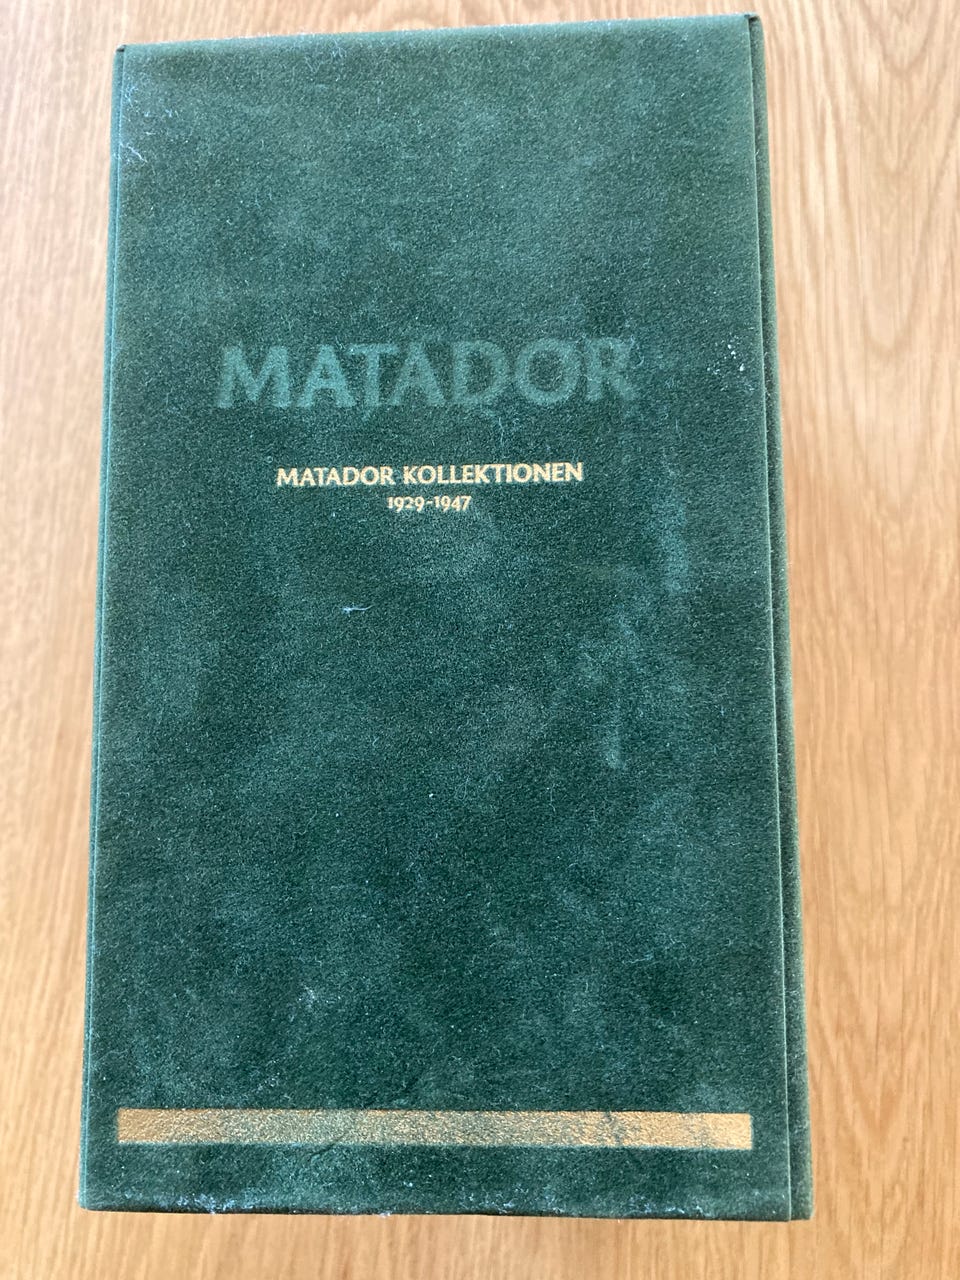 MATADOR
MATADOR KOLLEKTIONEN
1929-1947